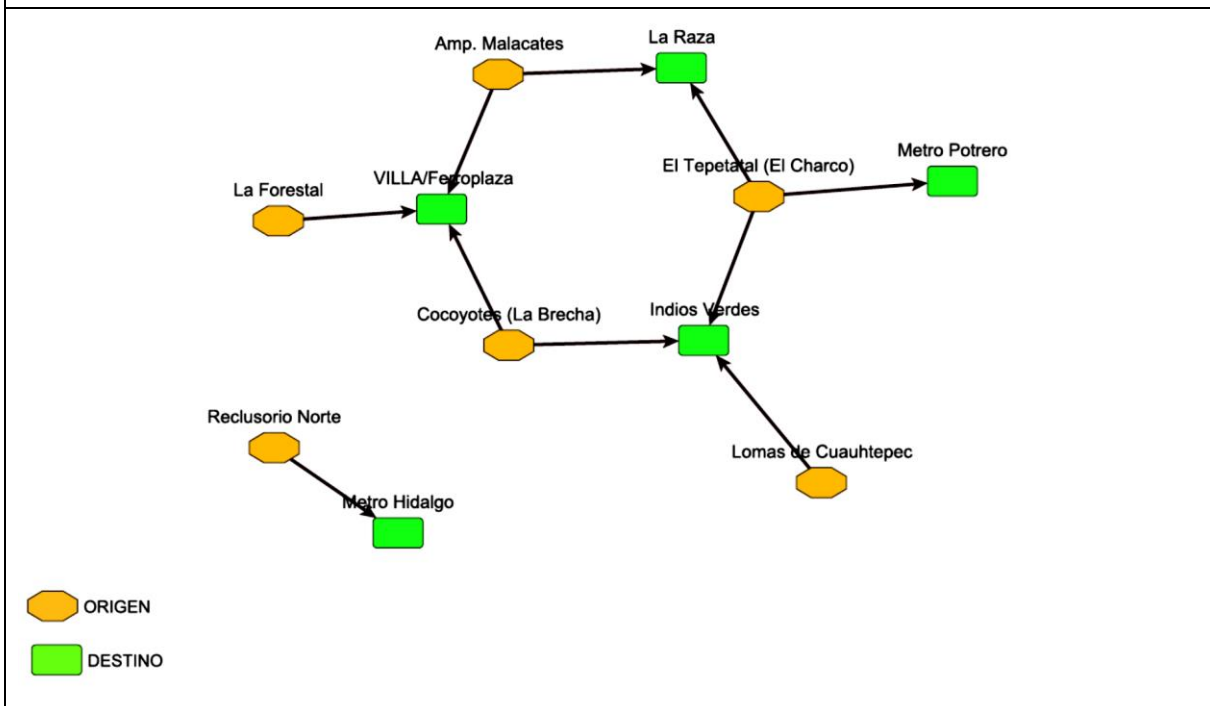 La Raza
Amp. Malacates
Metro Potrero
El Tepetatal (El Charco)
VILLA/Ferroplaza
La Forestal
Indios Verdes
Cocoyotes (La Brecha)
Reclusorio Norte
Lomas de Cuauhtepec
Metro Hidalgo
ORIGEN
DESTINO